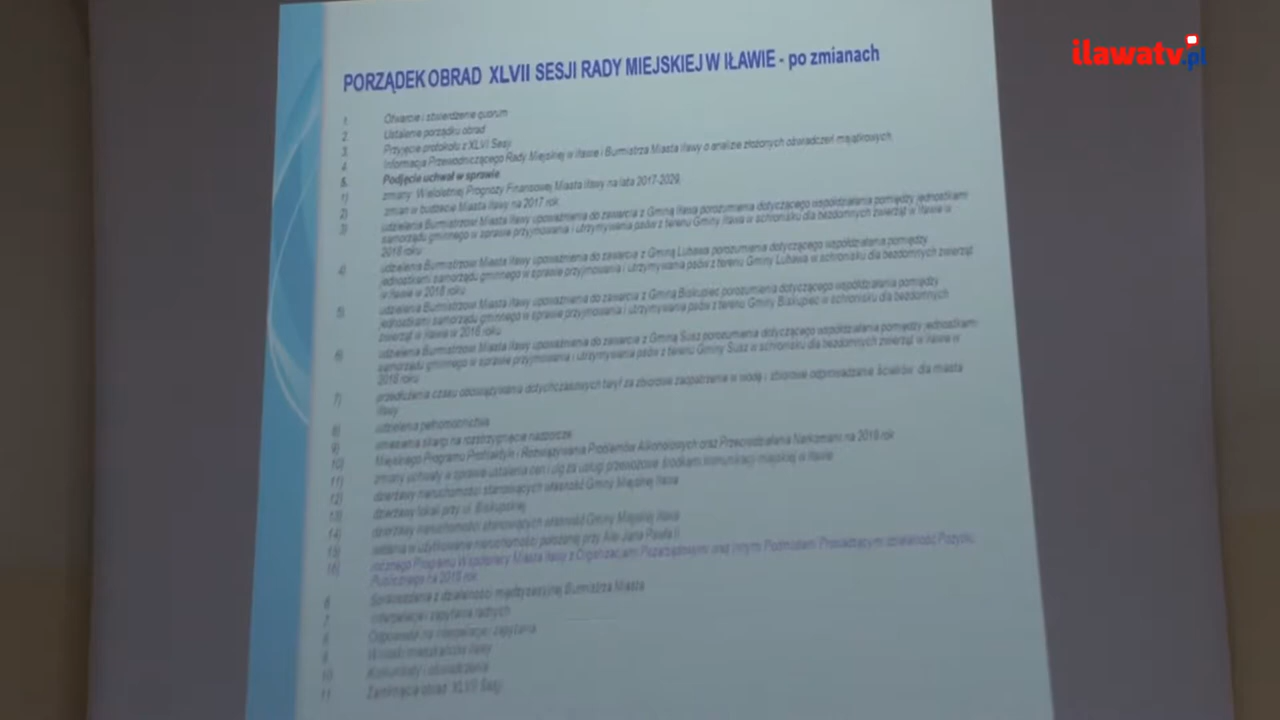 ilawatv.pl
PORZĄDEK OBRAD XLVII SESJI RADY MIEJSKIEJ W IŁAWIE - po zmianach
1. Otwarcie i stwierdzenie quorum
2. Ustalenie porządku obrad
3. Przyjęcie protokołu z XLVI Sesji
4. Informacja Przewodniczącego Rady Miejskiej w Iławie i Burmistrza Miasta Iławy o analizie złożonych oświadczeń majątkowych.
5. Podjęcie uchwał w sprawie
1) zmiany Wieloletniej Prognozy Finansowej Miasta Iławy na lata 2017-2029,
2) zmian w budżecie Miasta Iławy na 2017 rok
3) udzielenia Burmistrzowi Miasta Iławy upoważnienia do zawarcia z Gminą Iława porozumienia dotyczącego współdziałania pomiędzy jednostkami
samorządu gminnego w sprawie przyjmowania i utrzymywania psów z terenu Gminy Iława w schronisku dla bezdomnych zwierząt w Iławie w
2018 roku
4) udzielenia Burmistrzowi Miasta Iławy upoważnienia do zawarcia z Gminą Lubawa porozumienia dotyczącego współdziałania pomiędzy
jednostkami samorządu gminnego w sprawie przyjmowania i utrzymywania psów z terenu Gminy Lubawa w schronisku dla bezdomnych zwierząt
w Iławie w 2018 roku
5) udzielenia Burmistrzowi Miasta Iławy upoważnienia do zawarcia z Gminą Biskupiec porozumienia dotyczącego współdziałania pomiędzy
jednostkami samorządu gminnego w sprawie przyjmowania i utrzymywania psów z terenu Gminy Biskupiec w schronisku dla bezdomnych
zwierząt w Iławie w 2018 roku
6) udzielenia Burmistrzowi Miasta Iławy upoważnienia do zawarcia z Gminą Susz porozumienia dotyczącego współdziałania pomiędzy jednostkami
samorządu gminnego w sprawie przyjmowania i utrzymywania psów z terenu Gminy Susz w schronisku dla bezdomnych zwierząt w Iławie w
2018 roku
7) przedłużenia czasu obowiązywania dotychczasowych taryf za zbiorowe zaopatrzenie w wodę i zbiorowe odprowadzanie ścieków dla miasta
Iławy
8) udzielenia pełnomocnictwa
9) wniesienia skargi na rozstrzygnięcie nadzorcze
10) Miejskiego Programu Profilaktyki i Rozwiązywania Problemów Alkoholowych oraz Przeciwdziałania Narkomanii na 2018 rok
11) zmiany uchwały w sprawie ustalenia cen i ulg za usługi przewozowe środkami komunikacji miejskiej w Iławie
12) dzierżawy nieruchomości stanowiących własność Gminy Miejskiej Iława
13) dzierżawy lokali przy ul. Biskupskiej
14) dzierżawy nieruchomości stanowiących własność Gminy Miejskiej Iława
15) oddania w użytkowanie nieruchomości położonej przy Alei Jana Pawła II
16) rocznego Programu Współpracy Miasta Iławy z Organizacjami Pozarządowymi oraz Innymi Podmiotami Prowadzącymi działalność Pożytku
Publicznego na 2018 rok
6. Sprawozdanie z działalności międzysesyjnej Burmistrza Miasta
7. Interpelacje i zapytania radnych
8. Odpowiedzi na interpelacje i zapytania
9. Wnioski mieszkańców Iławy
10. Komunikaty i oświadczenia
11. Zamknięcie obrad XLVII Sesji